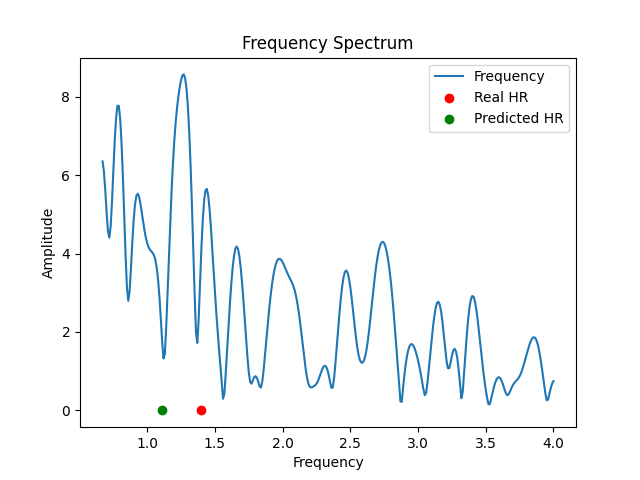 Frequency Spectrum
Frequency
Real HR
Predicted HR
Amplitude
8
6
4
2
0
1.0 1.5 2.0 2.5 3.0 3.5 4.0
Frequency